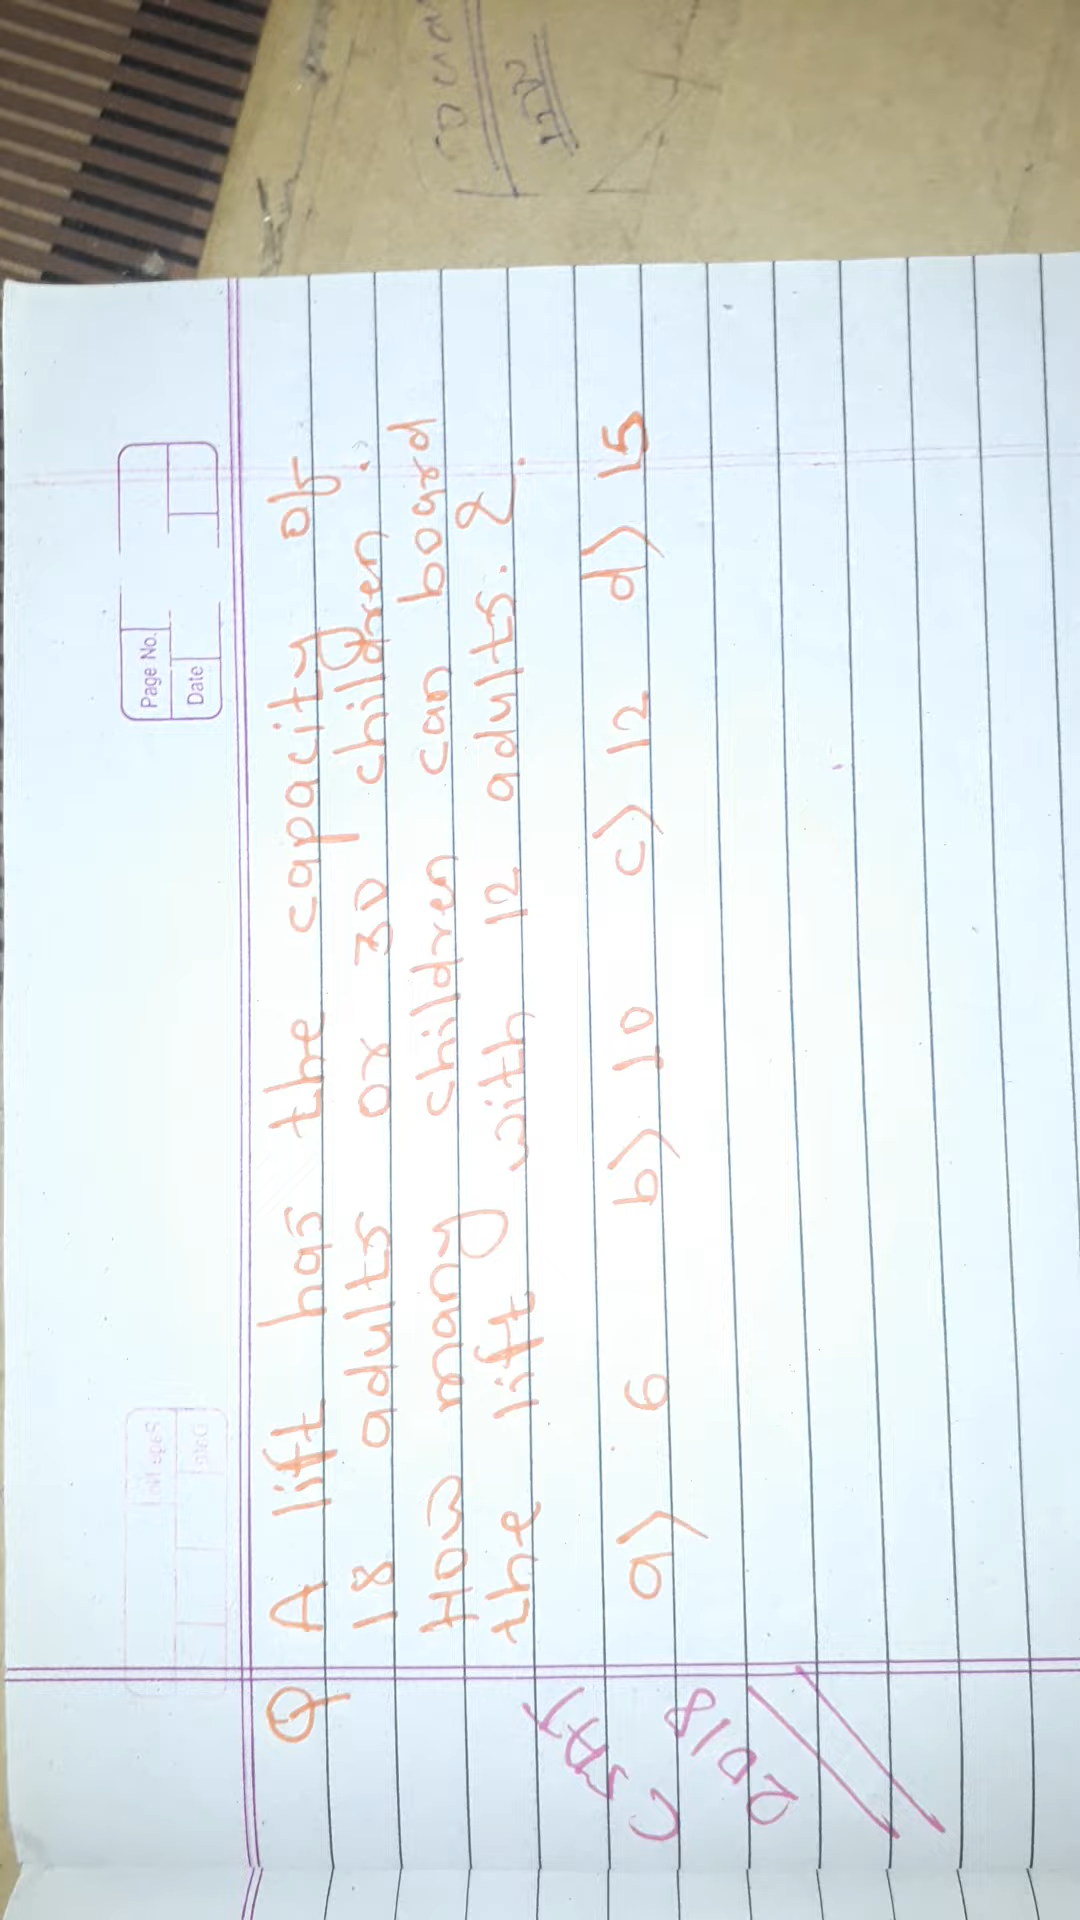 Page No.
Date
Q A lift has the capacity of
18 adults or 30 children.
How many children can board
the lift with 12 adults. ?
a) 6 b) 10 c) 12 d) 15
CSAT
2018